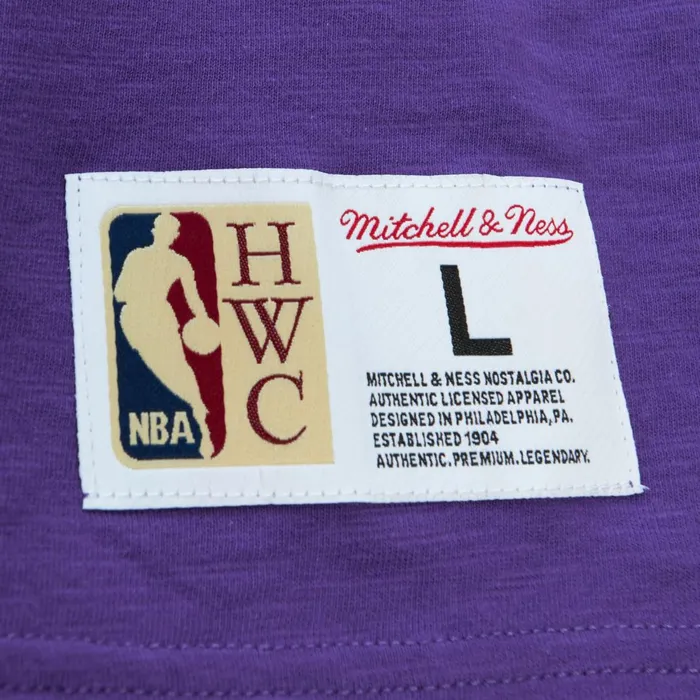 NBA
H
W
C
Mitchell & Ness
L
MITCHELL & NESS NOSTALGIA CO.
AUTHENTIC LICENSED APPAREL
DESIGNED IN PHILADELPHIA, PA.
ESTABLISHED 1904
AUTHENTIC. PREMIUM. LEGENDARY.